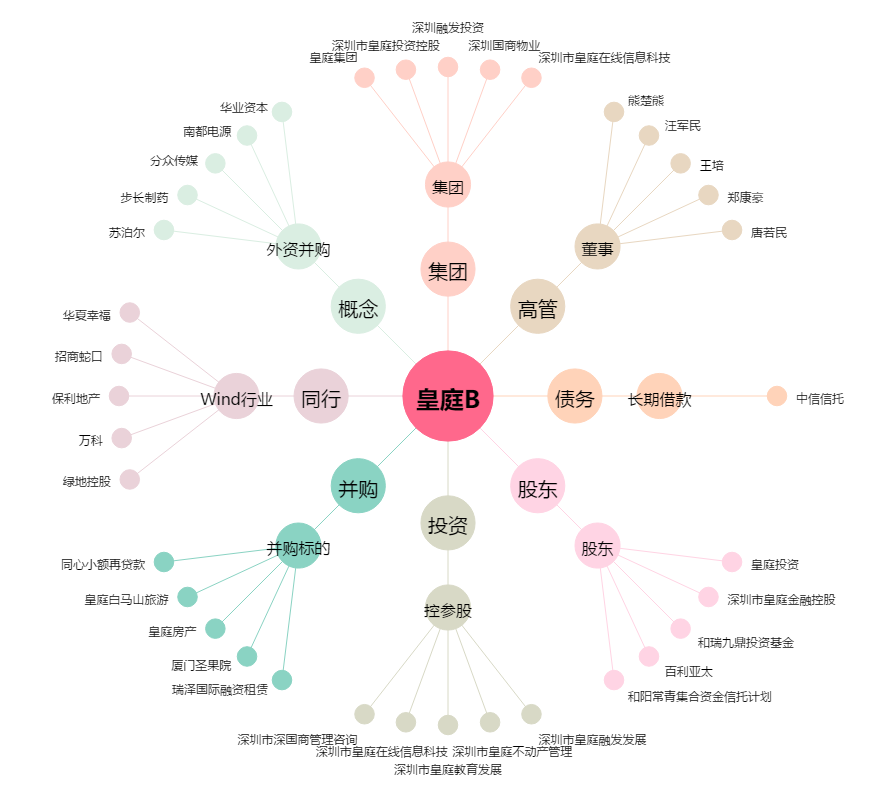 深圳融发投资
深圳市皇庭投资控股
深圳国商物业
皇庭集团
深圳市皇庭在线信息科技
集团
集团
熊楚熊
汪军民
王培
郑康豪
唐若民
董事
高管
华业资本
南都电源
分众传媒
步长制药
苏泊尔
外资并购
概念
华夏幸福
招商蛇口
保利地产
万科
绿地控股
Wind行业
同行
皇庭B
债务
长期借款
中信信托
并购
并购标的
同心小额再贷款
皇庭白马山旅游
皇庭房产
厦门圣果院
瑞泽国际融资租赁
投资
控参股
深圳市深国商管理咨询
深圳市皇庭在线信息科技
深圳市皇庭教育发展
深圳市皇庭不动产管理
深圳市皇庭融发发展
股东
股东
皇庭投资
深圳市皇庭金融控股
和瑞九鼎投资基金
百利亚太
和阳常青集合资金信托计划